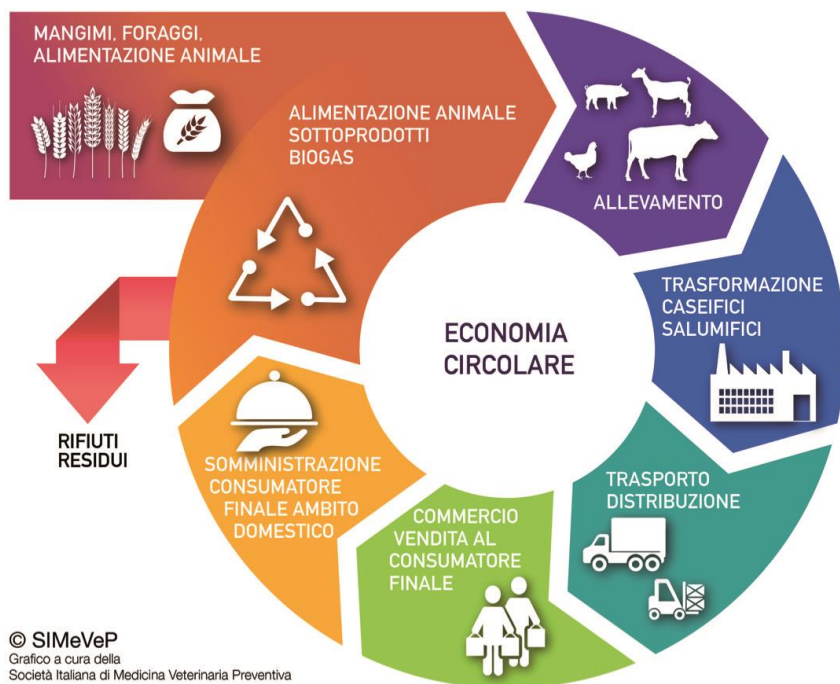 MANGIMI, FORAGGI,
ALIMENTAZIONE ANIMALE
ALIMENTAZIONE ANIMALE
SOTTOPRODOTTI
BIOGAS
ALLEVAMENTO
TRASFORMAZIONE
CASEIFICI
SALUMIFICI
ECONOMIA
CIRCOLARE
TRASPORTO
DISTRIBUZIONE
COMMERCIO
VENDITA AL
CONSUMATORE
FINALE
SOMMINISTRAZIONE
CONSUMATORE
FINALE AMBITO
DOMESTICO
RIFIUTI
RESIDUI
© SIMeVeP
Grafico a cura della
Società Italiana di Medicina Veterinaria Preventiva